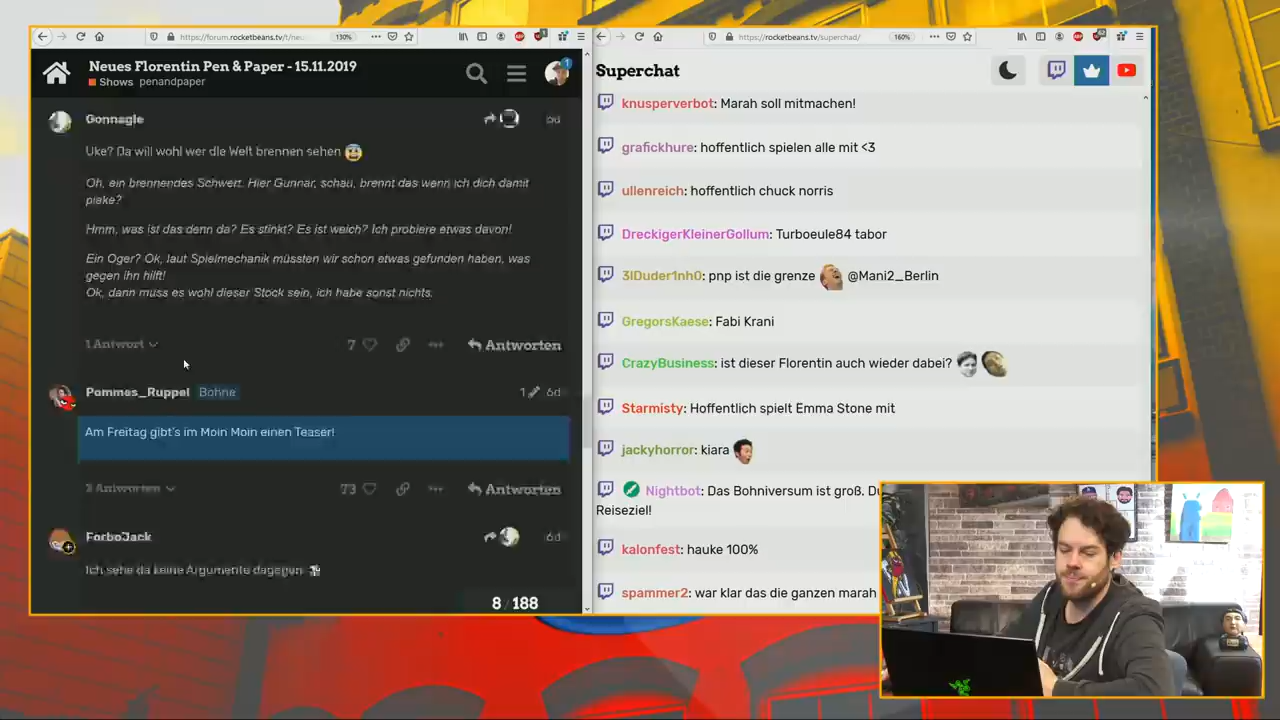 https://forum.rocketbeans.tv/t/neu
130%
https://rocketbeans.tv/superchad/
160%
Neues Florentin Pen & Paper - 15.11.2019
Shows penandpaper
1
Gonnagle
6d
Uke? Da will wohl wer die Welt brennen sehen
Oh, ein brennendes Schwert. Hier Gunnar, schau, brennt das wenn ich dich damit
pieke?
Hmm, was ist das denn da? Es stinkt? Es ist weich? Ich probiere etwas davon!
Ein Oger? Ok, laut Spielmechanik müssten wir schon etwas gefunden haben, was
gegen ihn hilft!
Ok, dann muss es wohl dieser Stock sein, ich habe sonst nichts.
1 Antwort
7
Antworten
Pommes_Ruppel Bohne
1
6d
Am Freitag gibt's im Moin Moin einen Teaser!
3 Antworten
73
Antworten
ForboJack
6d
Ich sehe da keine Argumente dagegen
8 / 188
Superchat
knusperverbot: Marah soll mitmachen!
grafickhure: hoffentlich spielen alle mit <3
ullenreich: hoffentlich chuck norris
DreckigerKleinerGollum: Turboeule84 tabor
3lDuder1nh0: pnp ist die grenze @Mani2_Berlin
GregorsKaese: Fabi Krani
CrazyBusiness: ist dieser Florentin auch wieder dabei?
Starmisty: Hoffentlich spielt Emma Stone mit
jackyhorror: kiara
Nightbot: Das Bohniversum ist groß. Du
Reiseziel!
kalonfest: hauke 100%
spammer2: war klar das die ganzen marah